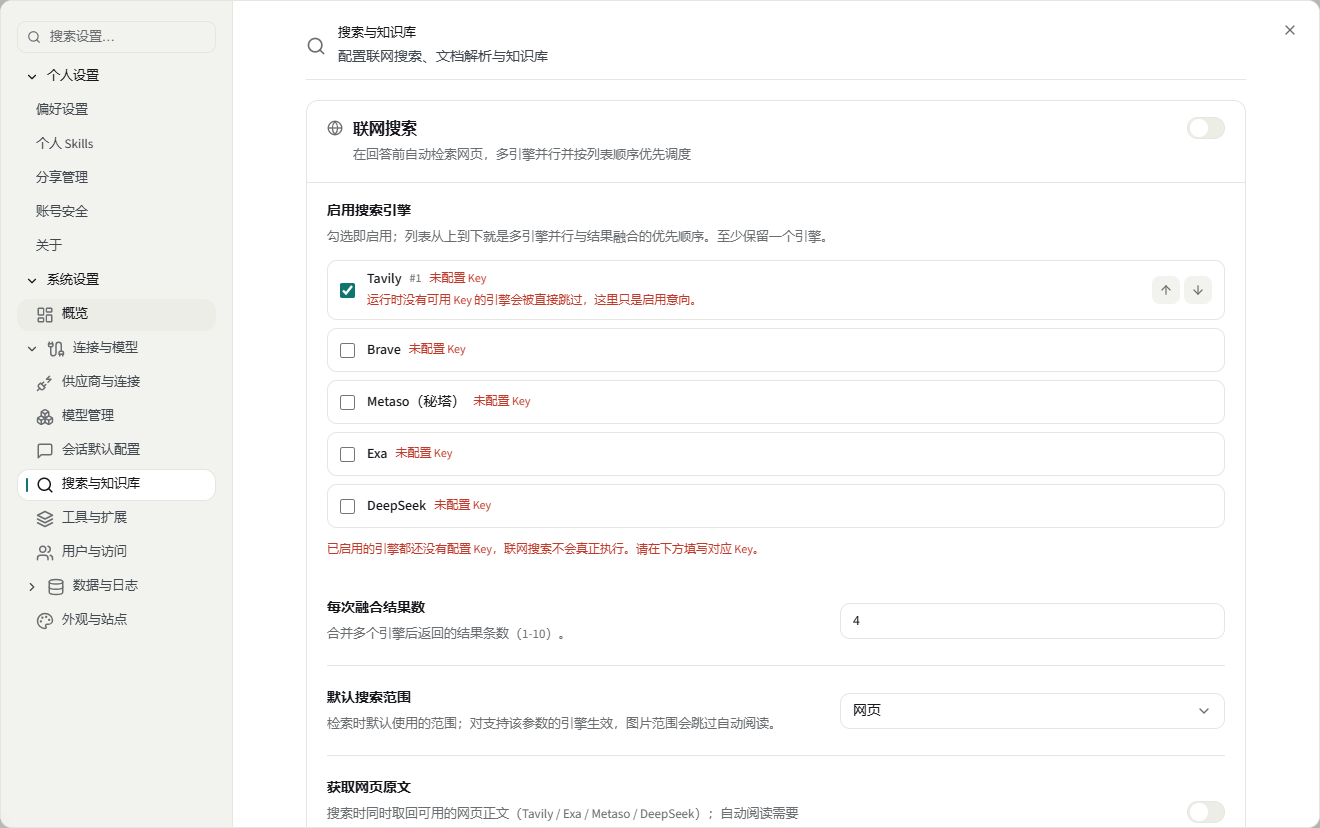 搜索设置…
个人设置
偏好设置
个人 Skills
分享管理
账号安全
关于
系统设置
概览
连接与模型
供应商与连接
模型管理
会话默认配置
搜索与知识库
工具与扩展
用户与访问
数据与日志
外观与站点
搜索与知识库
配置联网搜索、文档解析与知识库
联网搜索
在回答前自动检索网页，多引擎并行并按列表顺序优先调度
启用搜索引擎
勾选即启用；列表从上到下就是多引擎并行与结果融合的优先顺序。至少保留一个引擎。
Tavily #1 未配置 Key
运行时没有可用 Key 的引擎会被直接跳过，这里只是启用意向。
Brave 未配置 Key
Metaso（秘塔） 未配置 Key
Exa 未配置 Key
DeepSeek 未配置 Key
已启用的引擎都还没有配置 Key，联网搜索不会真正执行。请在下方填写对应 Key。
每次融合结果数
合并多个引擎后返回的结果条数（1-10）。
4
默认搜索范围
检索时默认使用的范围；对支持该参数的引擎生效，图片范围会跳过自动阅读。
网页
获取网页原文
搜索时同时取回可用的网页正文（Tavily / Exa / Metaso / DeepSeek）；自动阅读需要